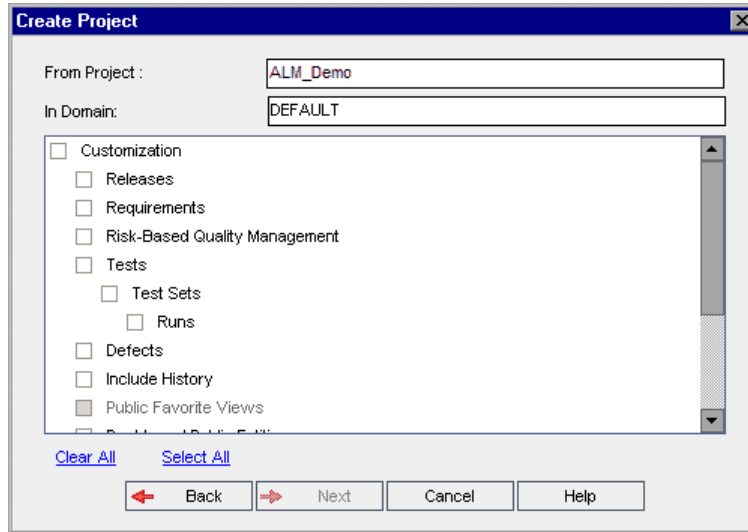 Create Project
From Project :
ALM_Demo
In Domain:
DEFAULT
Customization
Releases
Requirements
Risk-Based Quality Management
Tests
Test Sets
Runs
Defects
Include History
Public Favorite Views
Clear All
Select All
Back
Next
Cancel
Help